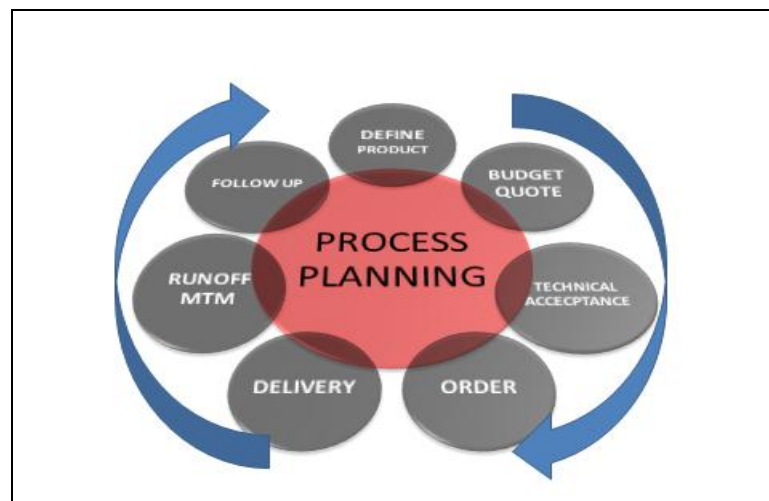 DEFINE
PRODUCT
BUDGET
QUOTE
TECHNICAL
ACCECPTANCE
ORDER
DELIVERY
RUNOFF
MTM
FOLLOW UP
PROCESS
PLANNING